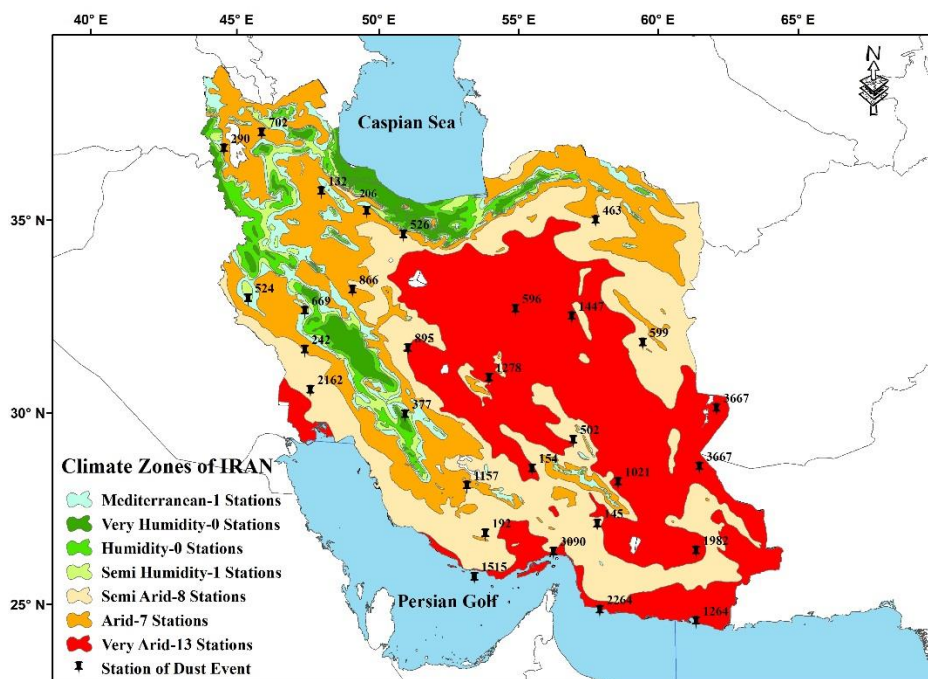 40° E 45° E 50° E 55° E 60° E 65° E
N
Caspian Sea
702
290
132
206
35° N
463
526
524
866
669
596
1447
599
242
895
1278
2162
3667
30° N
377
502
154
3667
Climate Zones of IRAN
1021
1157
Mediterranean-1 Stations
192
145
Very Humidity-0 Stations
3090
1982
Humidity-0 Stations
1515
Semi Humidity-1 Stations
Persian Golf
25° N
2264
1264
Semi Arid-8 Stations
Arid-7 Stations
Very Arid-13 Stations
Station of Dust Event